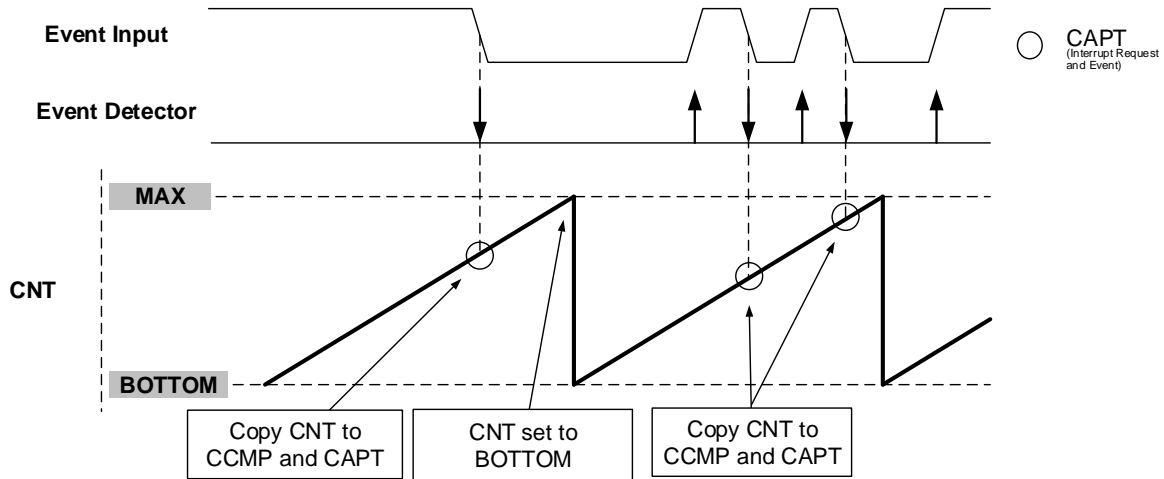 Event Input
CAPT
(Interrupt Request
and Event)
Event Detector
MAX
CNT
BOTTOM
Copy CNT to
CCMP and CAPT
CNT set to
BOTTOM
Copy CNT to
CCMP and CAPT